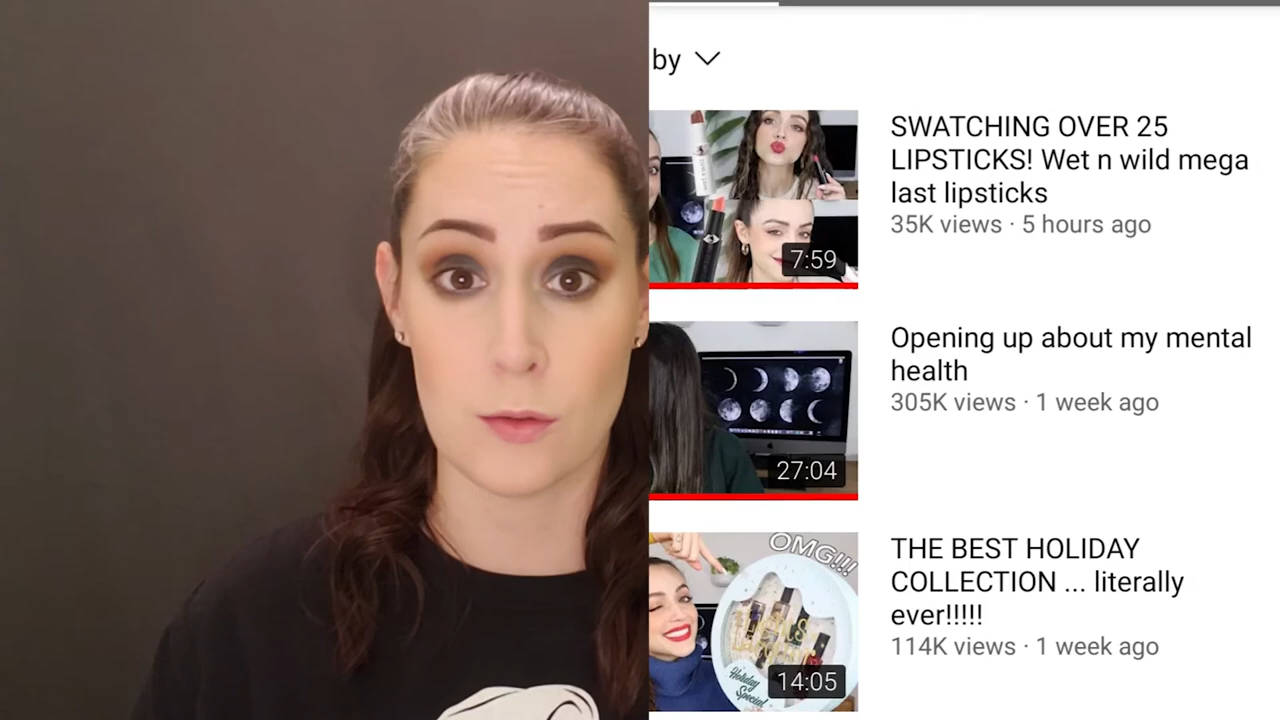 by
SWATCHING OVER 25
LIPSTICKS! Wet n wild mega
last lipsticks
35K views · 5 hours ago
7:59
Opening up about my mental
health
305K views · 1 week ago
27:04
OMG!!!
THE BEST HOLIDAY
COLLECTION ... literally
ever!!!!!
114K views · 1 week ago
Holiday
Special
14:05